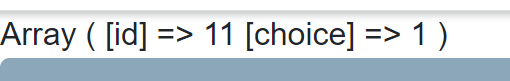 Array ( [id] => 11 [choice] => 1 )